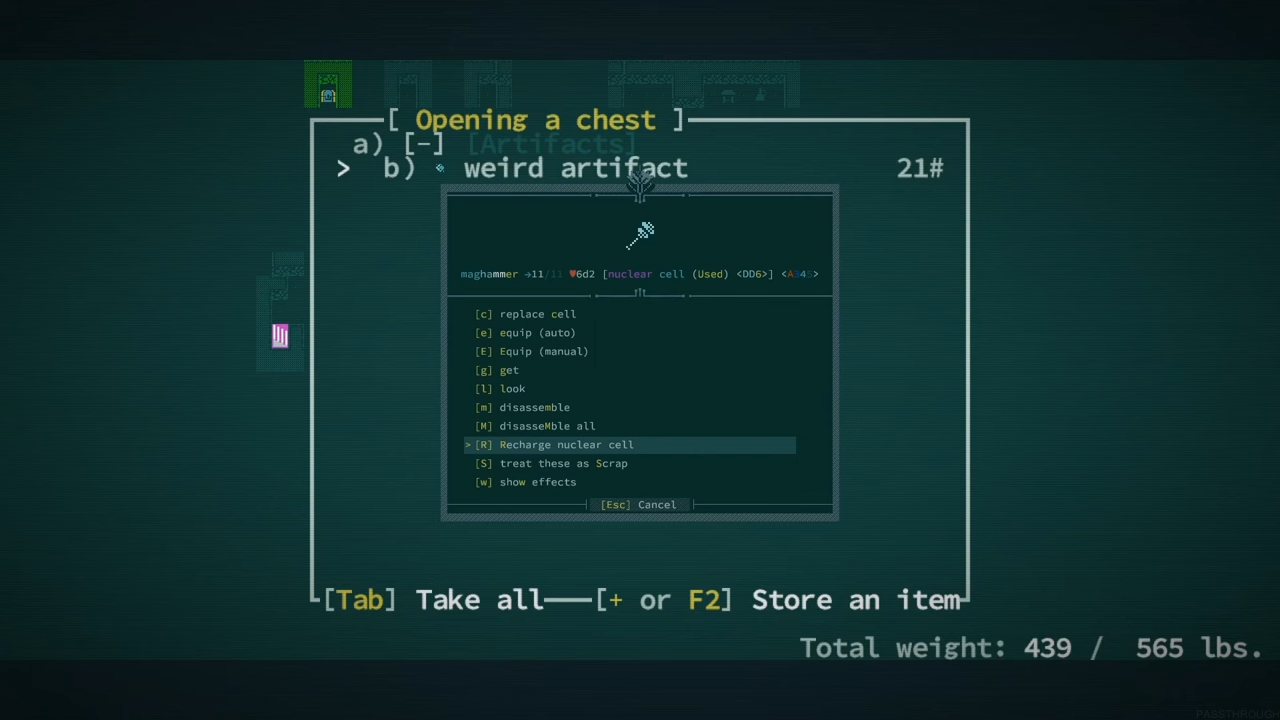 [ Opening a chest ]
a) [-] [Artifacts]
> b) weird artifact 21#
maghammer →11/11 ♥6d2 [nuclear cell (Used) <DD6>] <A345>
[c] replace cell
[e] equip (auto)
[E] Equip (manual)
[g] get
[l] look
[m] disassemble
[M] disasseMble all
> [R] Recharge nuclear cell
[S] treat these as Scrap
[w] show effects
[Esc] Cancel
[Tab] Take all [+ or F2] Store an item
Total weight: 439 / 565 lbs.